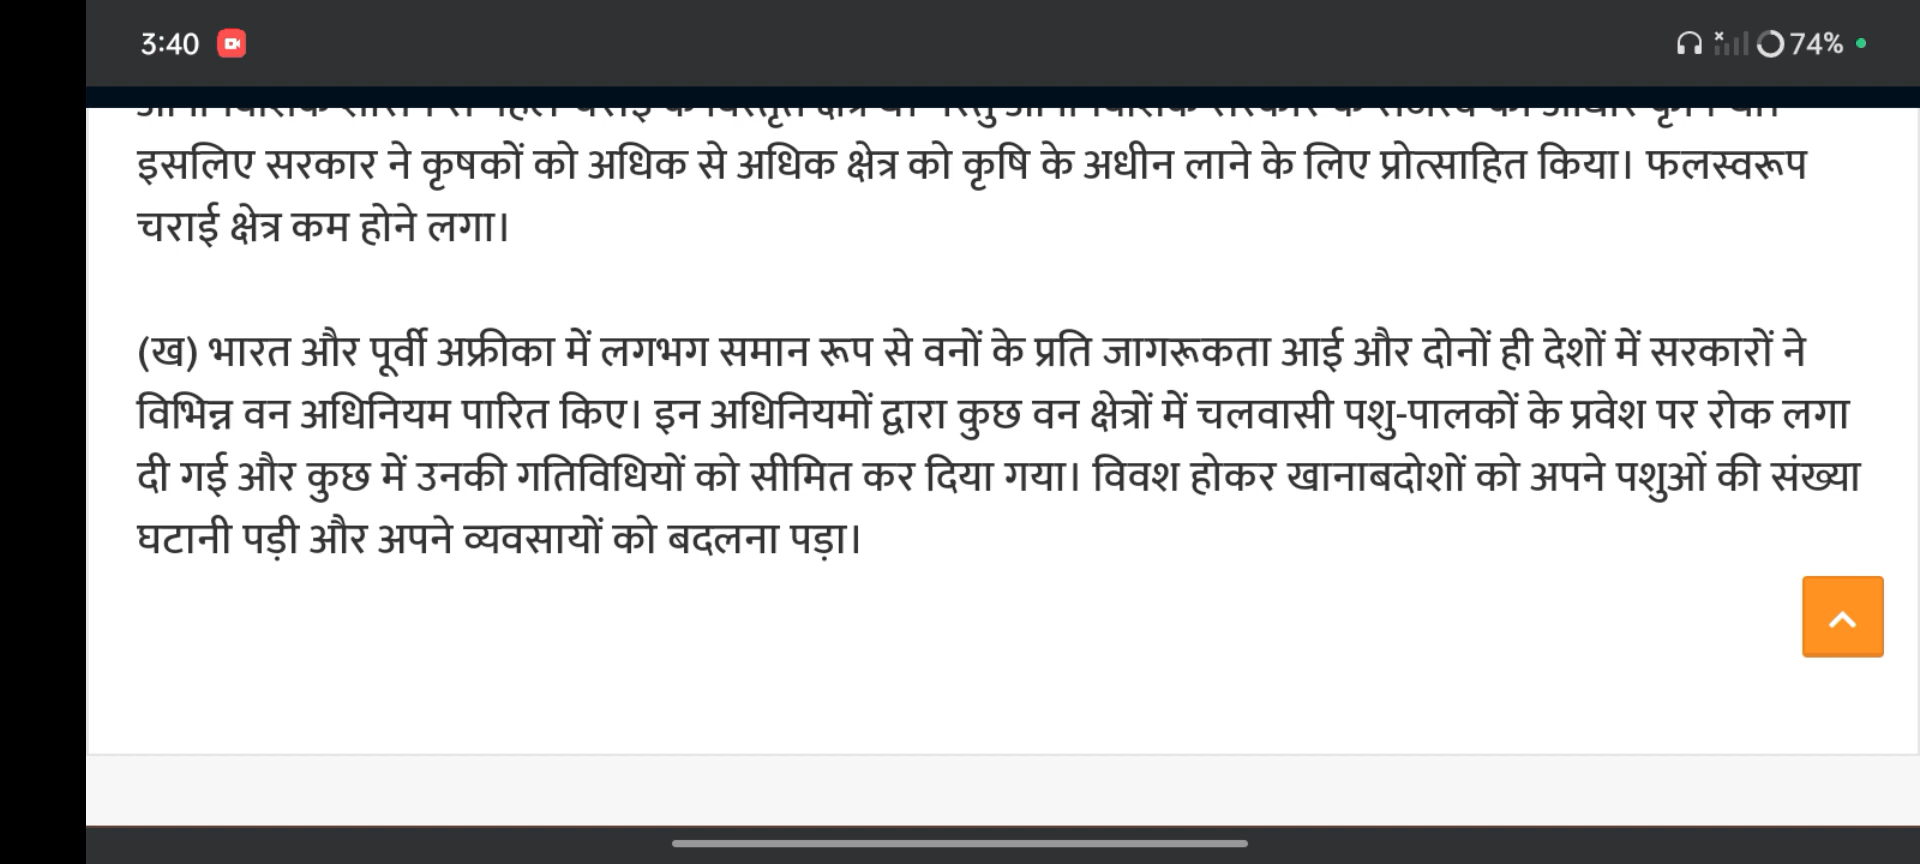 3:40
74%
इसलिए सरकार ने कृषकों को अधिक से अधिक क्षेत्र को कृषि के अधीन लाने के लिए प्रोत्साहित किया। फलस्वरूप
चराई क्षेत्र कम होने लगा।
(ख) भारत और पूर्वी अफ्रीका में लगभग समान रूप से वनों के प्रति जागरूकता आई और दोनों ही देशों में सरकारों ने
विभिन्न वन अधिनियम पारित किए। इन अधिनियमों द्वारा कुछ वन क्षेत्रों में चलवासी पशु-पालकों के प्रवेश पर रोक लगा
दी गई और कुछ में उनकी गतिविधियों को सीमित कर दिया गया। विवश होकर खानाबदोशों को अपने पशुओं की संख्या
घटानी पड़ी और अपने व्यवसायों को बदलना पड़ा।